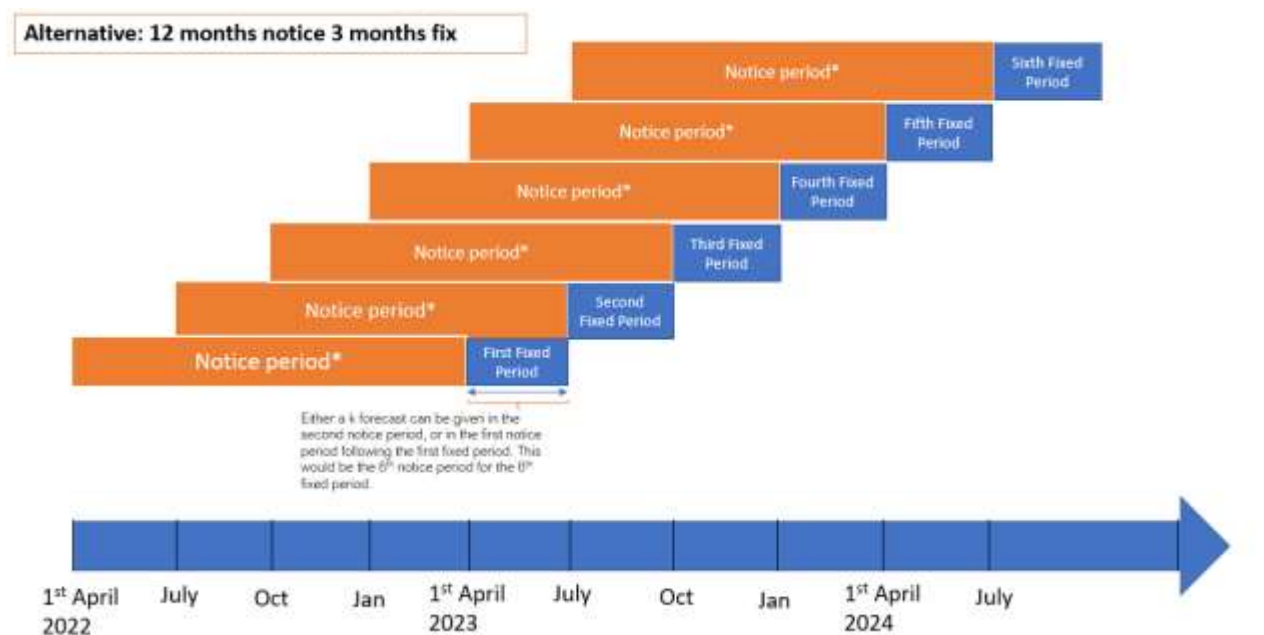 Alternative: 12 months notice 3 months fix
Notice period*
Sixth Fixed
Period
Notice period*
Fifth Fixed
Period
Notice period*
Fourth Fixed
Period
Notice period*
Third Fixed
Period
Notice period*
Second
Fixed Period
Notice period*
First Fixed
Period
Either a k forecast can be given in the
second notice period, or in the first notice
period following the first fixed period. This
would be the 6th notice period for the 6th
fixed period.
1st April
2022
July
Oct
Jan
1st April
2023
July
Oct
Jan
1st April
2024
July